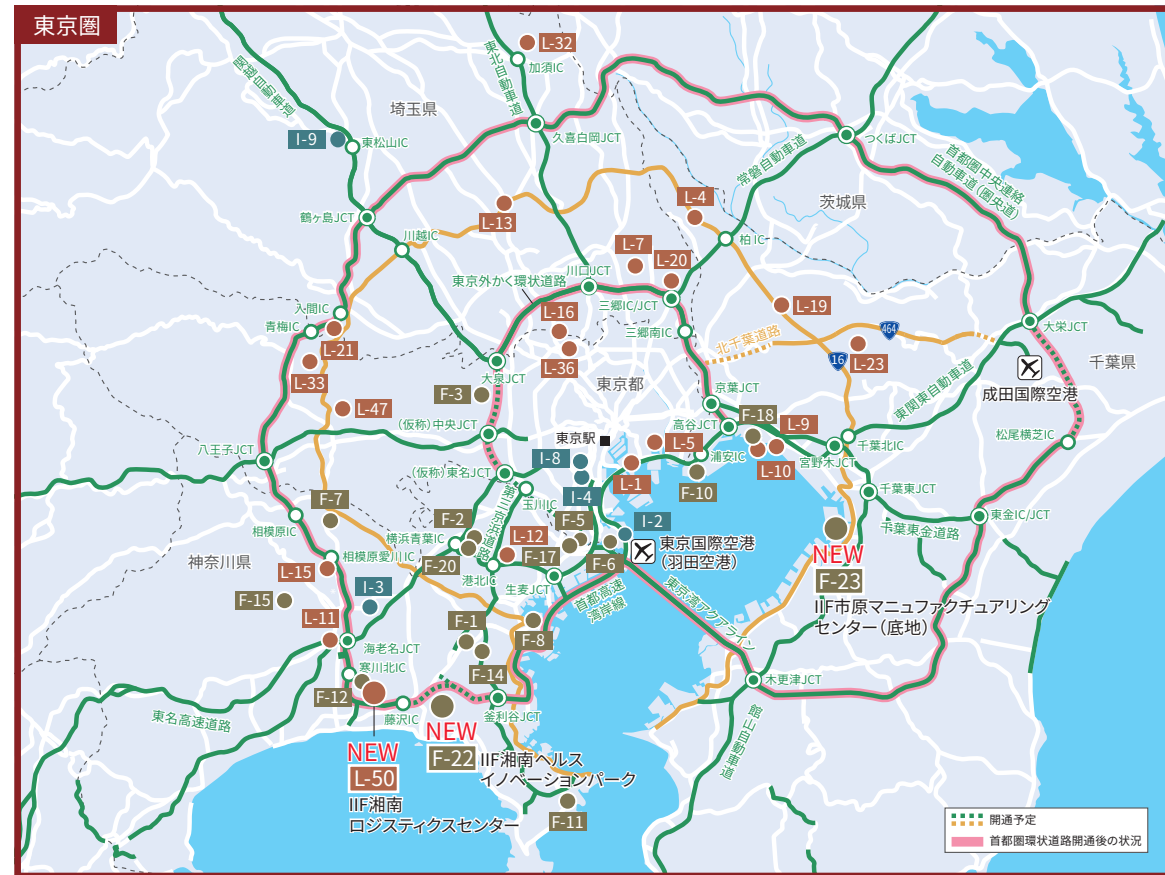 東京圏
L-32
加須IC
東北自動車道
関越自動車道
埼玉県
I-9
東松山IC
久喜白岡JCT
つくばJCT
常磐自動車道
首都圏中央連絡
自動車道(圏央道)
茨城県
L-4
L-13
鶴ヶ島JCT
川越IC
柏IC
L-7
L-20
川口JCT
東京外かく環状道路
三郷IC/JCT
入間IC
青梅IC
L-16
三郷南IC
L-19
464
16
大栄JCT
北千葉道路
L-21
L-36
L-23
L-33
大泉JCT
東京都
千葉県
京葉JCT
東関東自動車道
成田国際空港
F-3
L-47
F-18
高谷JCT
L-9
(仮称)中央JCT
東京駅
L-5
松尾横芝IC
八王子JCT
浦安IC
千葉北IC
宮野木JCT
L-10
I-8
(仮称)東名JCT
L-1
F-10
玉川IC
I-4
千葉東JCT
第三京浜道路
F-7
F-2
F-5
I-2
東金IC/JCT
相模原IC
横浜青葉IC
L-12
千葉東金道路
東京国際空港
(羽田空港)
相模原愛川IC
F-20
F-17
F-6
神奈川県
NEW
F-23
L-15
港北IC
生麦JCT
I-3
首都高速
湾岸線
東京湾アクアライン
IIF市原マニュファクチュアリング
センター(底地)
F-15
L-11
F-1
F-8
海老名JCT
寒川北IC
F-14
木更津JCT
F-12
藤沢IC
金利谷JCT
東名高速道路
館山自動車道
NEW
F-22
IIF湘南ヘルス
イノベーションパーク
NEW
L-50
IIF湘南
ロジスティクスセンター
F-11
開通予定
首都圏環状道路開通後の状況